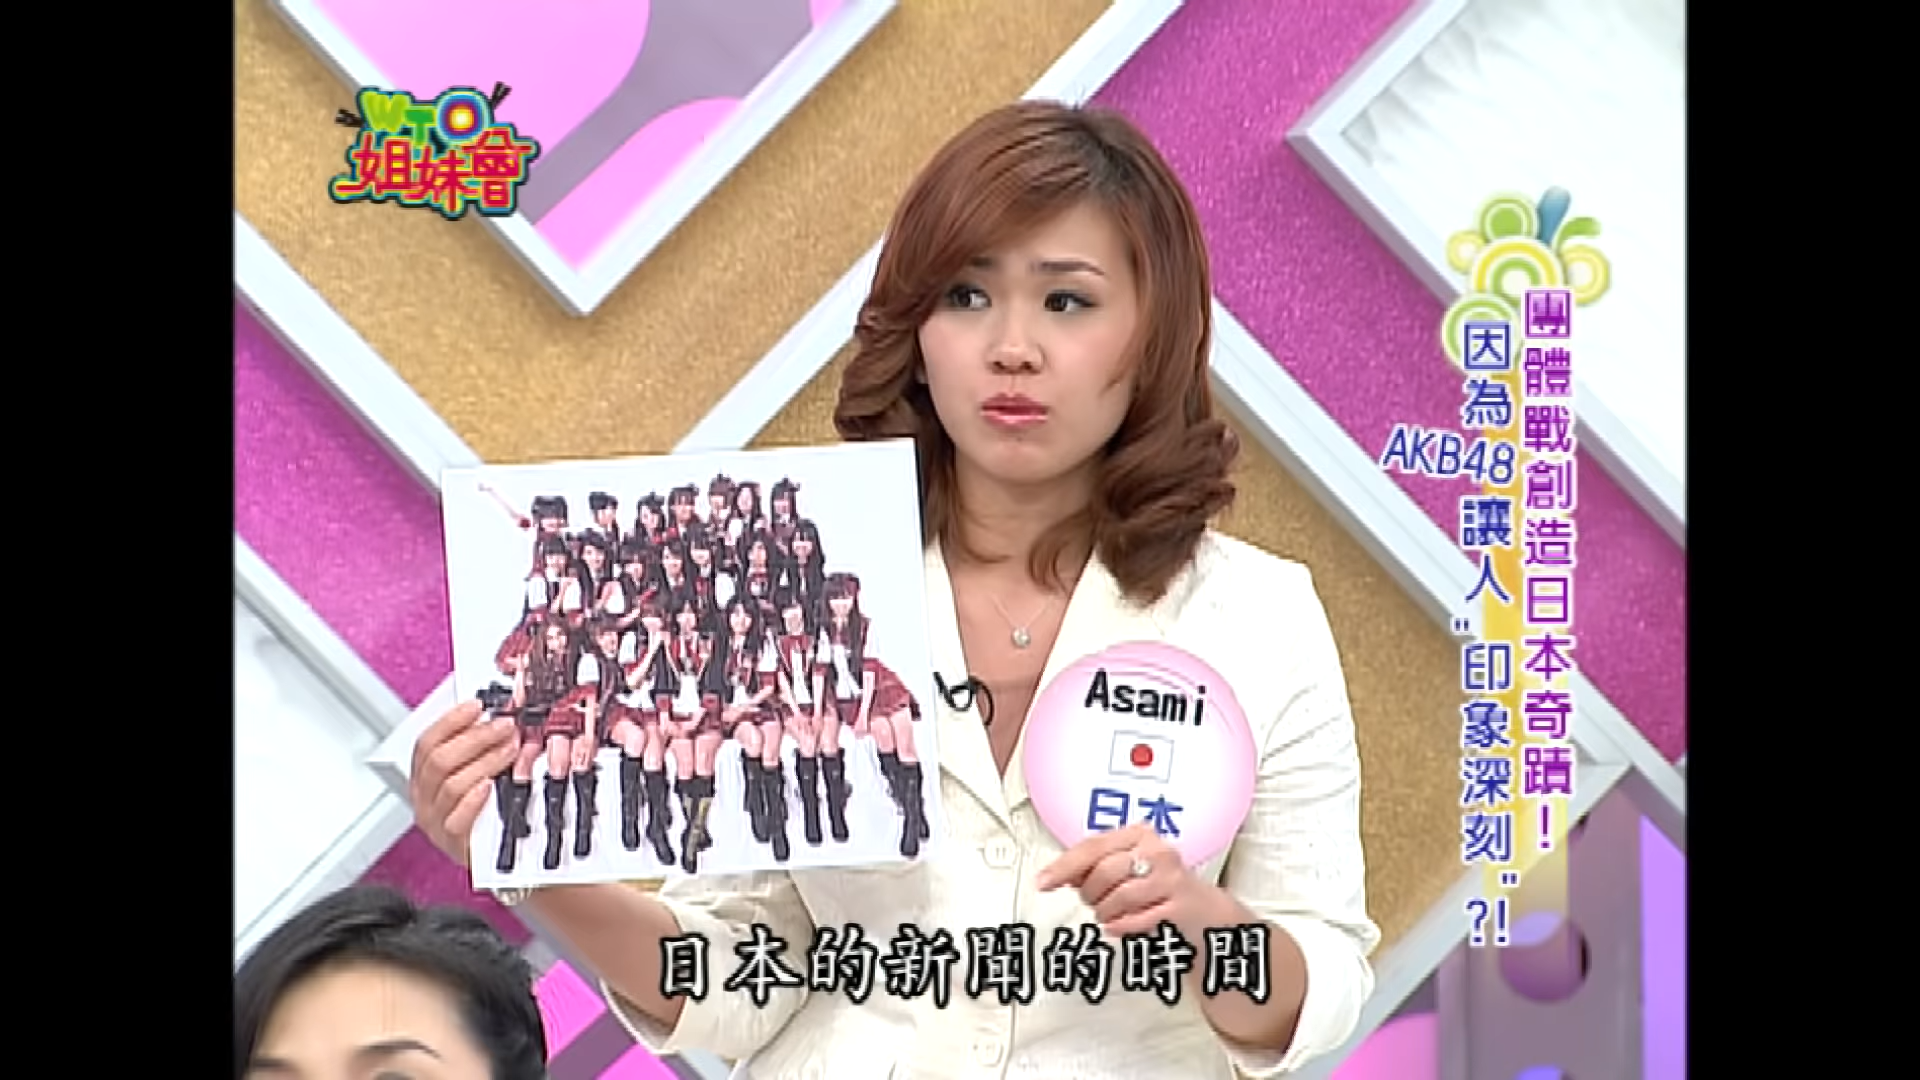 WTO
姐妹會
團體戰創造日本奇蹟！
因為AKB48讓人"印象深刻"?!
Asami
日本
日本的新聞的時間